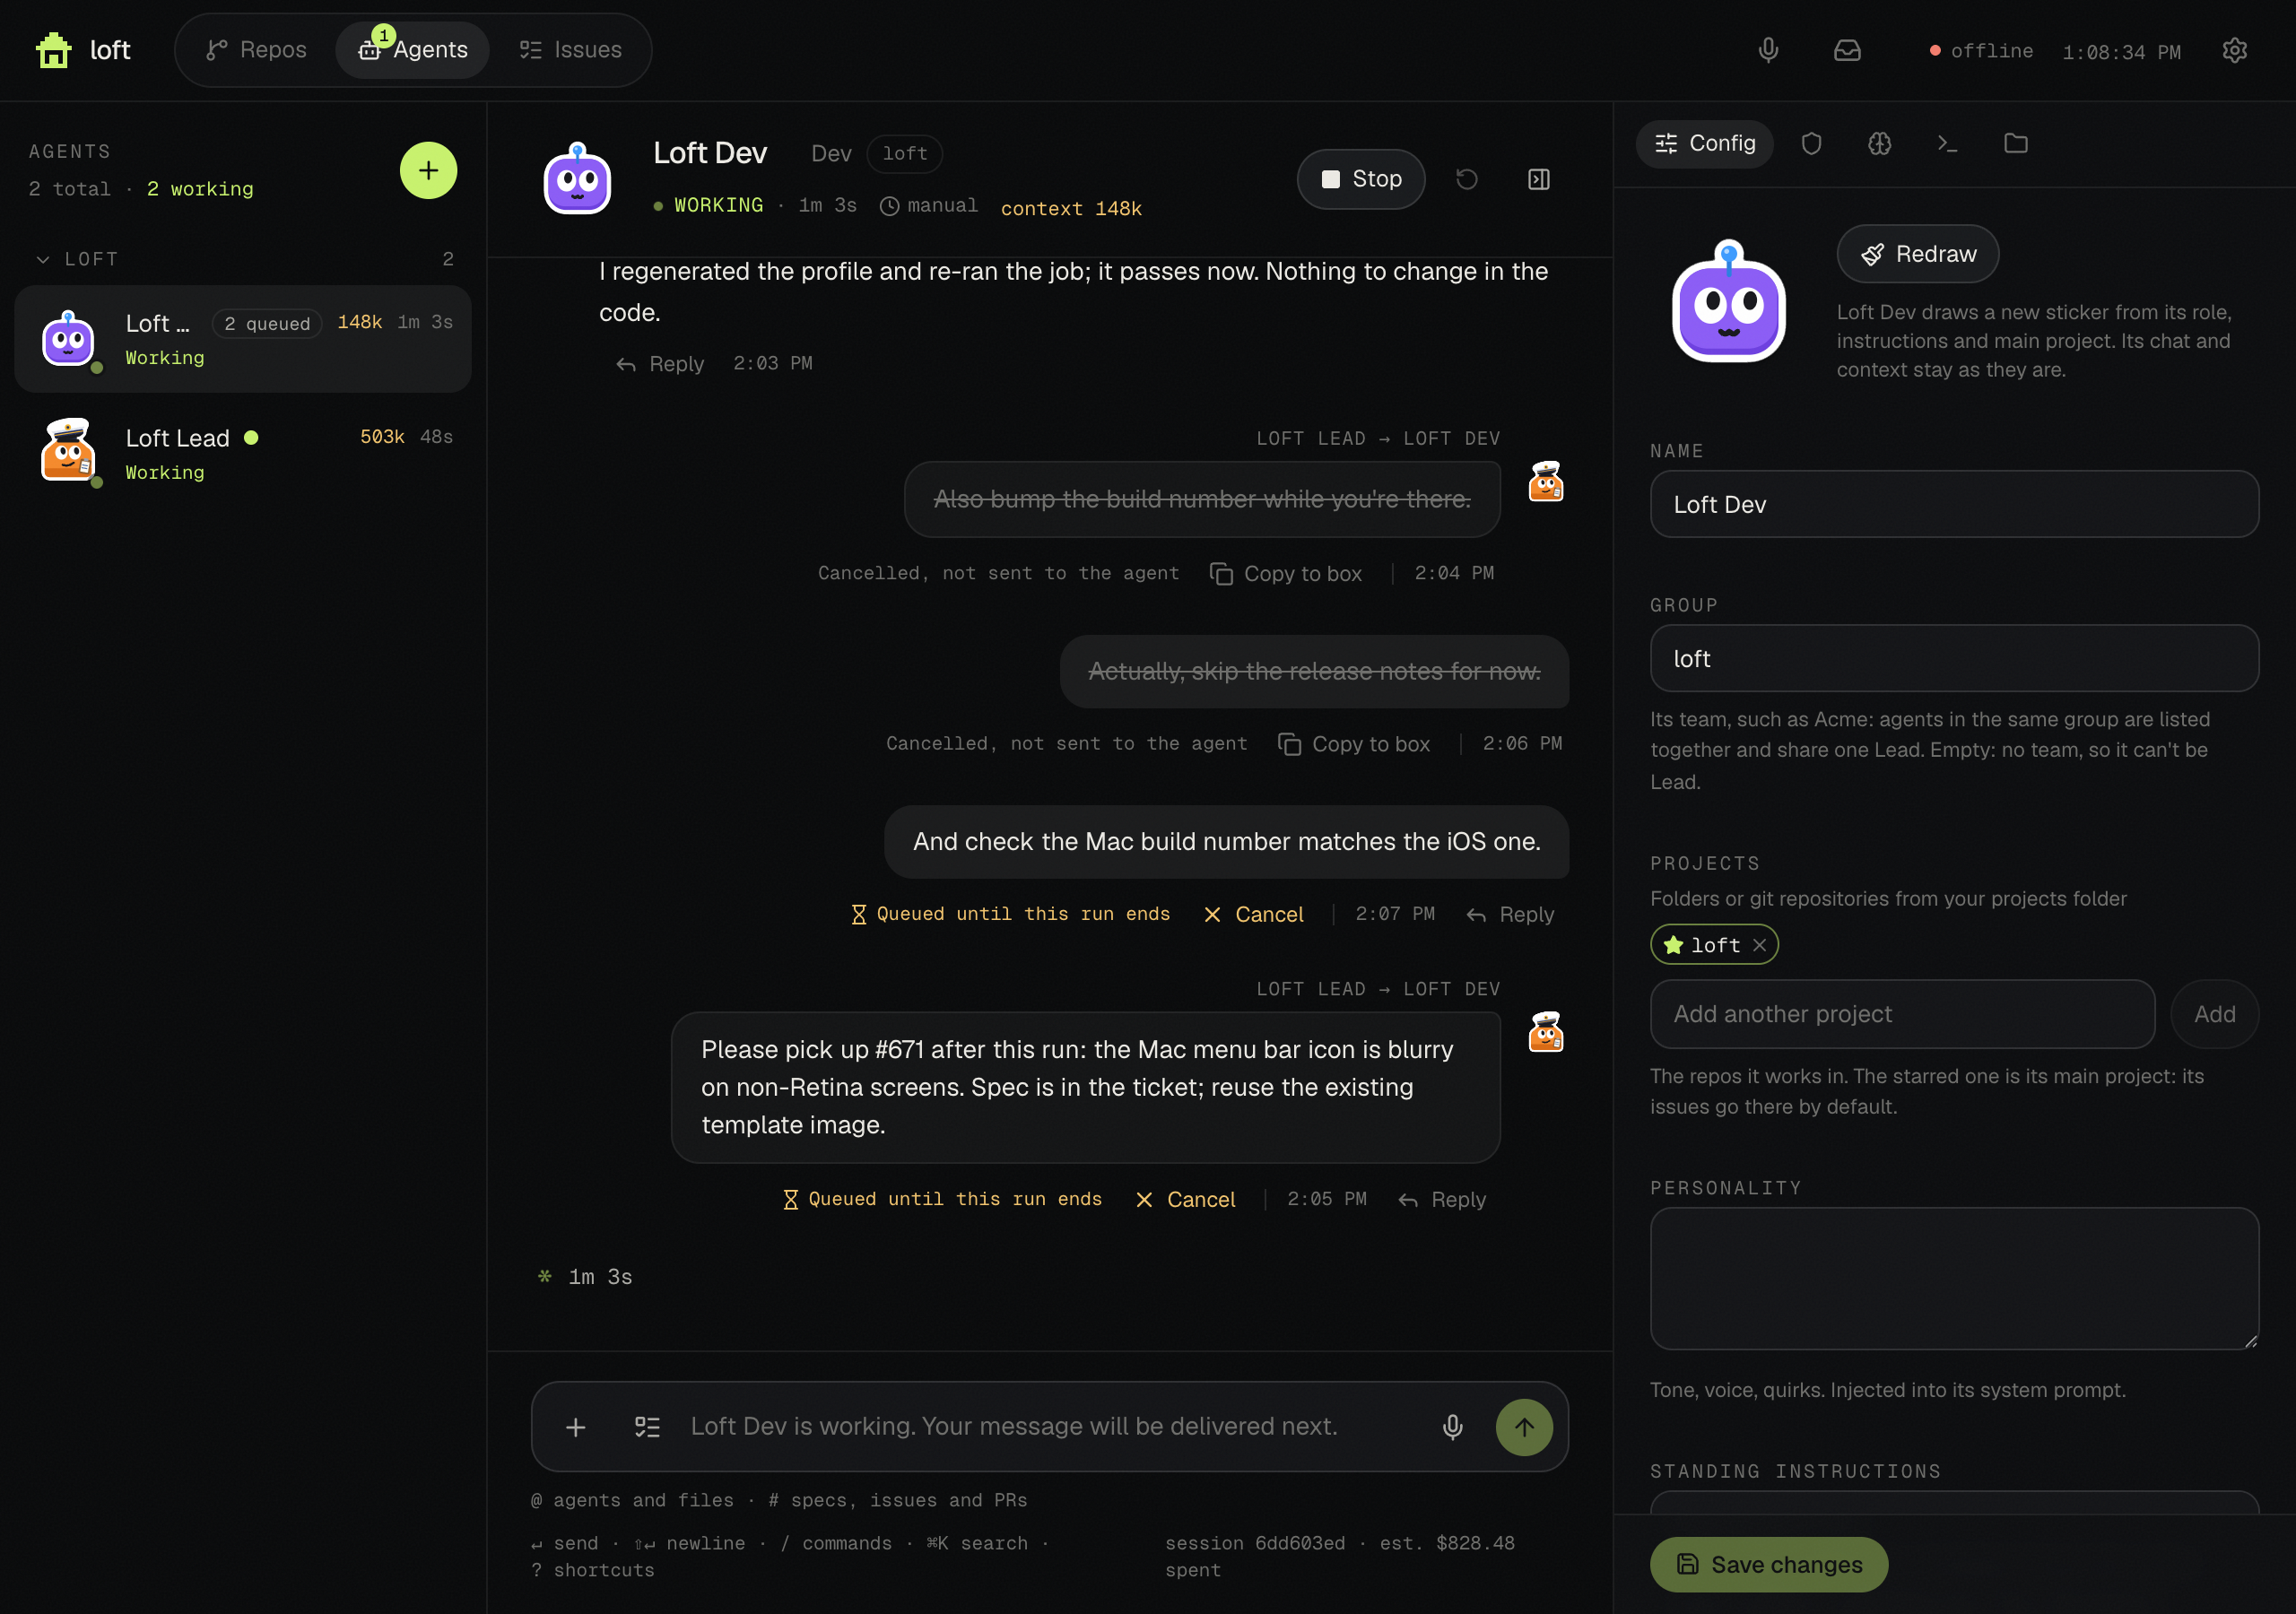 loft
Repos
1
Agents
Issues
offline
1:08:34 PM
AGENTS
2 total · 2 working
LOFT
2
Loft ...
2 queued
148k
1m 3s
Working
Loft Lead
503k
48s
Working
Loft Dev
Dev
loft
WORKING · 1m 3s
manual
context 148k
Stop
I regenerated the profile and re-ran the job; it passes now. Nothing to change in the
code.
Reply
2:03 PM
LOFT LEAD → LOFT DEV
Also bump the build number while you're there.
Cancelled, not sent to the agent
Copy to box
2:04 PM
Actually, skip the release notes for now.
Cancelled, not sent to the agent
Copy to box
2:06 PM
And check the Mac build number matches the iOS one.
Queued until this run ends
Cancel
2:07 PM
Reply
LOFT LEAD → LOFT DEV
Please pick up #671 after this run: the Mac menu bar icon is blurry
on non-Retina screens. Spec is in the ticket; reuse the existing
template image.
Queued until this run ends
Cancel
2:05 PM
Reply
1m 3s
Loft Dev is working. Your message will be delivered next.
@ agents and files · # specs, issues and PRs
↵ send · ⇧↵ newline · / commands · ⌘K search ·
? shortcuts
session 6dd603ed · est. $828.48
spent
Config
Redraw
Loft Dev draws a new sticker from its role,
instructions and main project. Its chat and
context stay as they are.
NAME
Loft Dev
GROUP
loft
Its team, such as Acme: agents in the same group are listed
together and share one Lead. Empty: no team, so it can't be
Lead.
PROJECTS
Folders or git repositories from your projects folder
loft
Add another project
Add
The repos it works in. The starred one is its main project: its
issues go there by default.
PERSONALITY
Tone, voice, quirks. Injected into its system prompt.
STANDING INSTRUCTIONS
Save changes